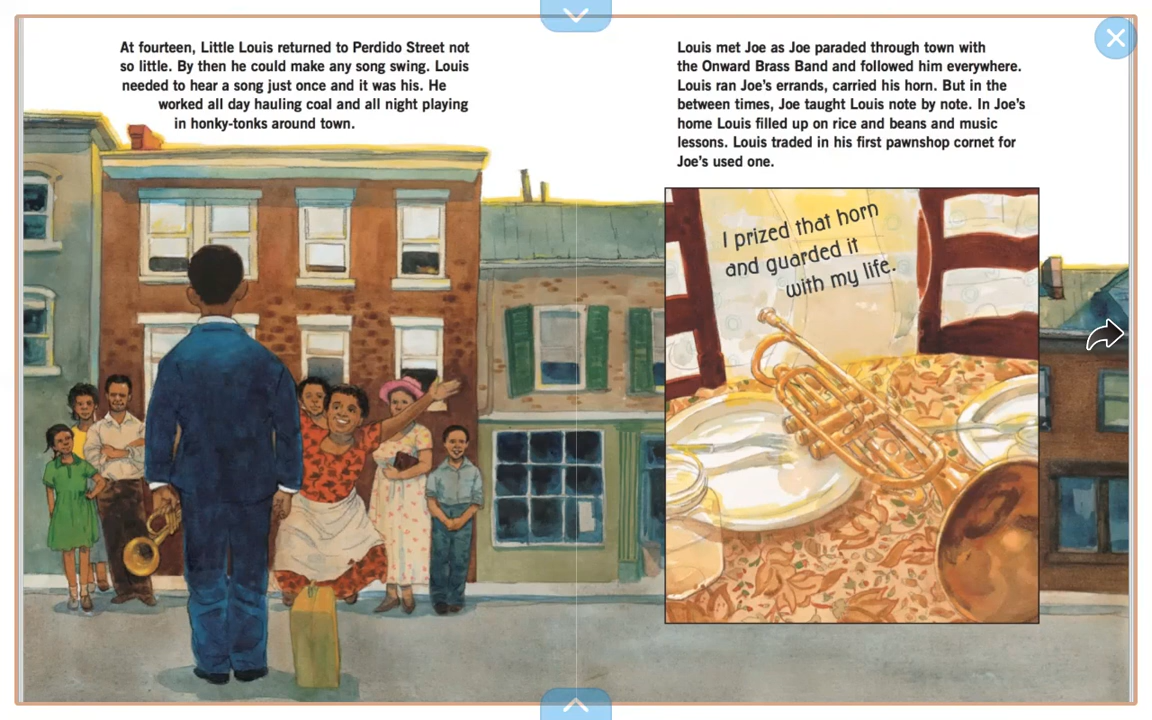 At fourteen, Little Louis returned to Perdido Street not
so little. By then he could make any song swing. Louis
needed to hear a song just once and it was his. He
worked all day hauling coal and all night playing
in honky-tonks around town.
Louis met Joe as Joe paraded through town with
the Onward Brass Band and followed him everywhere.
Louis ran Joe's errands, carried his horn. But in the
between times, Joe taught Louis note by note. In Joe's
home Louis filled up on rice and beans and music
lessons. Louis traded in his first pawnshop cornet for
Joe's used one.
I prized that horn
and guarded it
with my life.